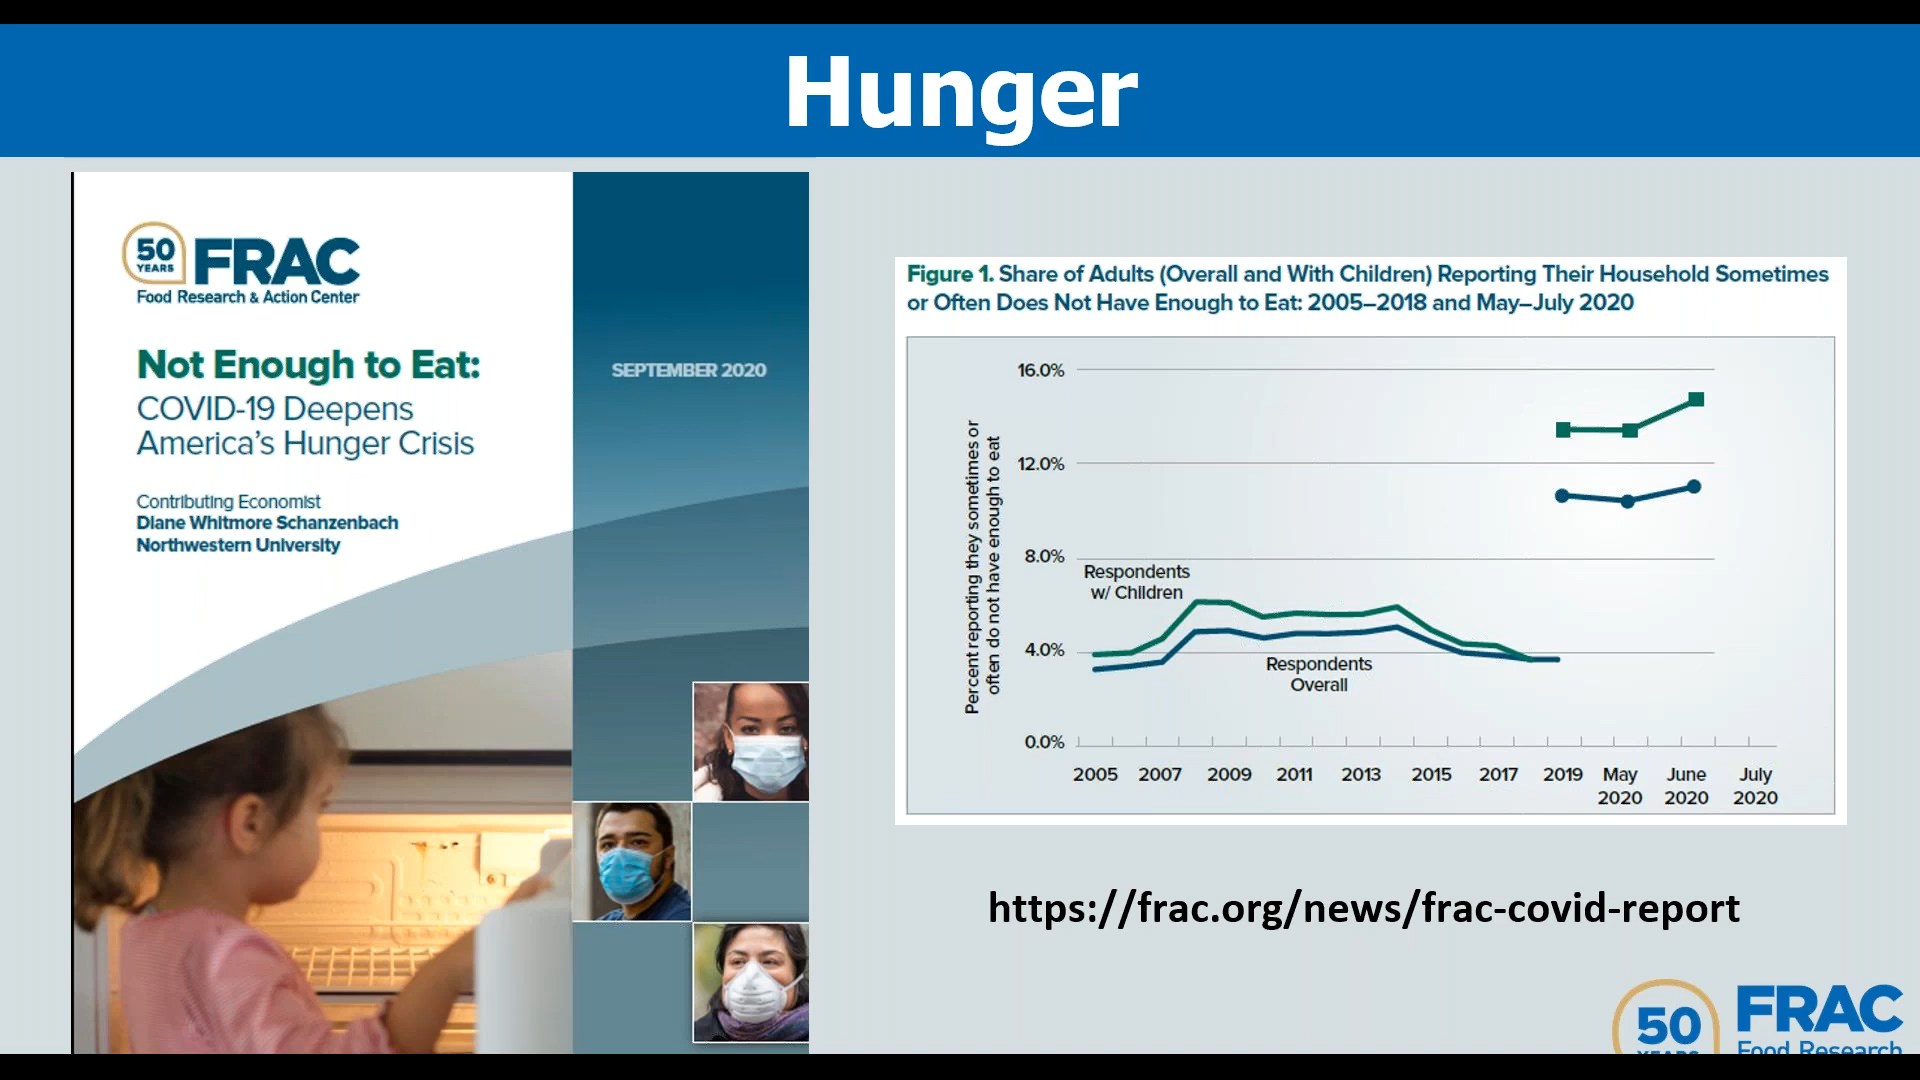 Hunger
50
YEARS
FRAC
Food Research & Action Center
Not Enough to Eat:
COVID-19 Deepens
America's Hunger Crisis
Contributing Economist
Diane Whitmore Schanzenbach
Northwestern University
SEPTEMBER 2020
Figure 1. Share of Adults (Overall and With Children) Reporting Their Household Sometimes
or Often Does Not Have Enough to Eat: 2005–2018 and May–July 2020
Percent reporting they sometimes or
often do not have enough to eat
16.0%
12.0%
8.0%
4.0%
0.0%
Respondents
w/ Children
Respondents
Overall
2005 2007 2009 2011 2013 2015 2017 2019 May June July
2020 2020 2020
https://frac.org/news/frac-covid-report
50
YEARS
FRAC
Food Research